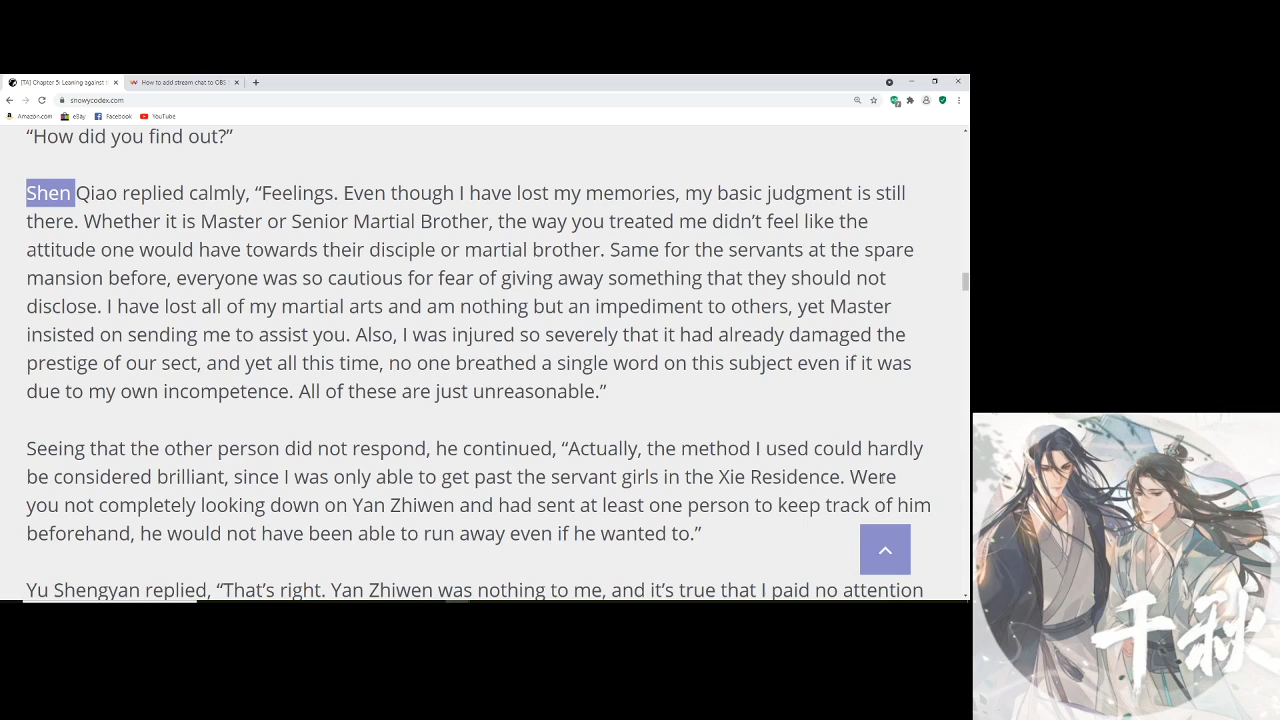 [TA] Chapter 5: Leaning against t
How to add stream chat to OBS
snowycodex.com
Amazon.com eBay Facebook YouTube
“How did you find out?”
Shen Qiao replied calmly, “Feelings. Even though I have lost my memories, my basic judgment is still
there. Whether it is Master or Senior Martial Brother, the way you treated me didn’t feel like the
attitude one would have towards their disciple or martial brother. Same for the servants at the spare
mansion before, everyone was so cautious for fear of giving away something that they should not
disclose. I have lost all of my martial arts and am nothing but an impediment to others, yet Master
insisted on sending me to assist you. Also, I was injured so severely that it had already damaged the
prestige of our sect, and yet all this time, no one breathed a single word on this subject even if it was
due to my own incompetence. All of these are just unreasonable.”
Seeing that the other person did not respond, he continued, “Actually, the method I used could hardly
be considered brilliant, since I was only able to get past the servant girls in the Xie Residence. Were
you not completely looking down on Yan Zhiwen and had sent at least one person to keep track of him
beforehand, he would not have been able to run away even if he wanted to.”
Yu Shengyan replied, “That’s right. Yan Zhiwen was nothing to me, and it’s true that I paid no attention
千秋